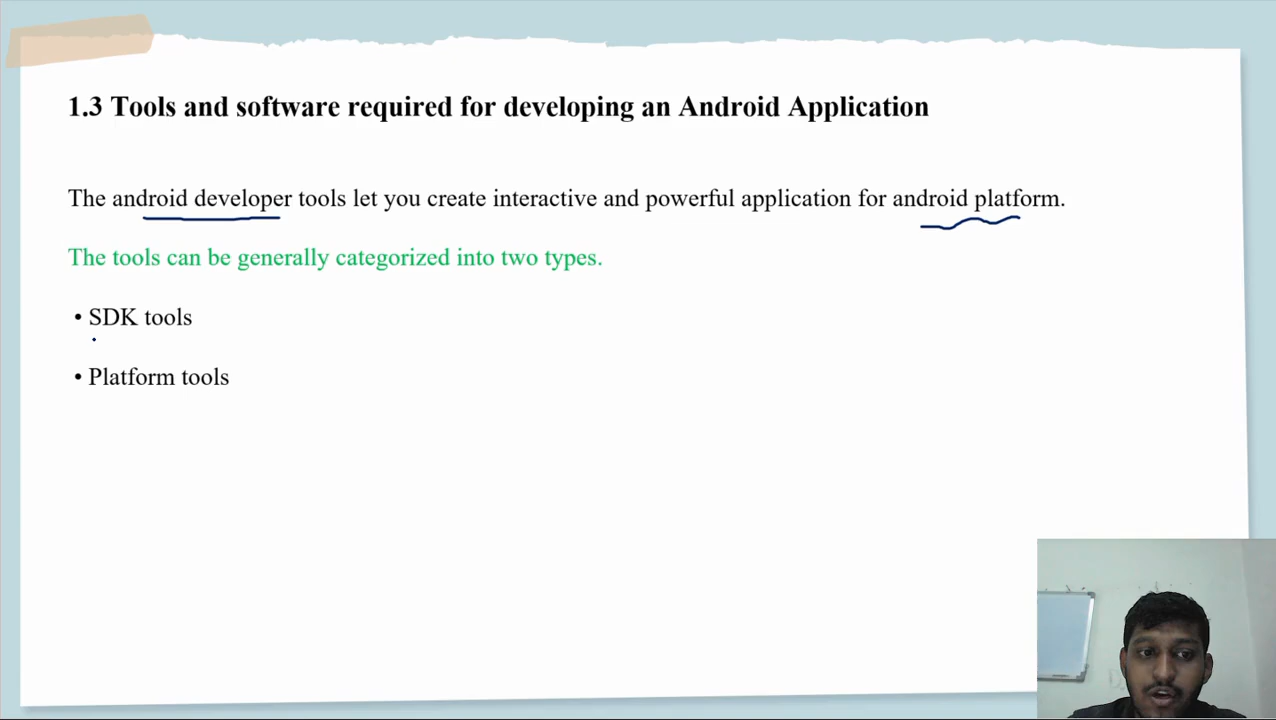 1.3 Tools and software required for developing an Android Application
The android developer tools let you create interactive and powerful application for android platform.
The tools can be generally categorized into two types.
• SDK tools
• Platform tools